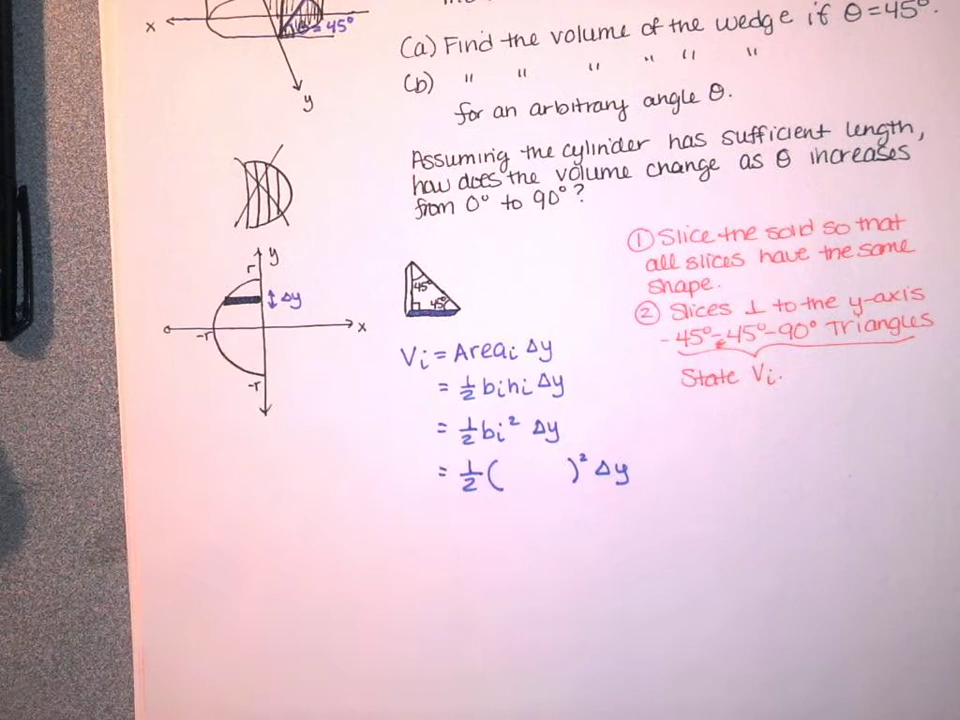 x
θ=45°
y
(a) Find the volume of the wedge if θ=45°.
(b) " " " " " "
for an arbitrary angle θ.
Assuming the cylinder has sufficient length,
how does the volume change as θ increases
from 0° to 90°?
① Slice the solid so that
all slices have the same
shape.
② Slices ⊥ to the y-axis
- 45°-45°-90° Triangles
State Vi.
y
r
Δy
x
-r
-r
45°
45°
Vi = Areai Δy
= 1/2 bihi Δy
= 1/2 bi² Δy
= 1/2 ( )² Δy